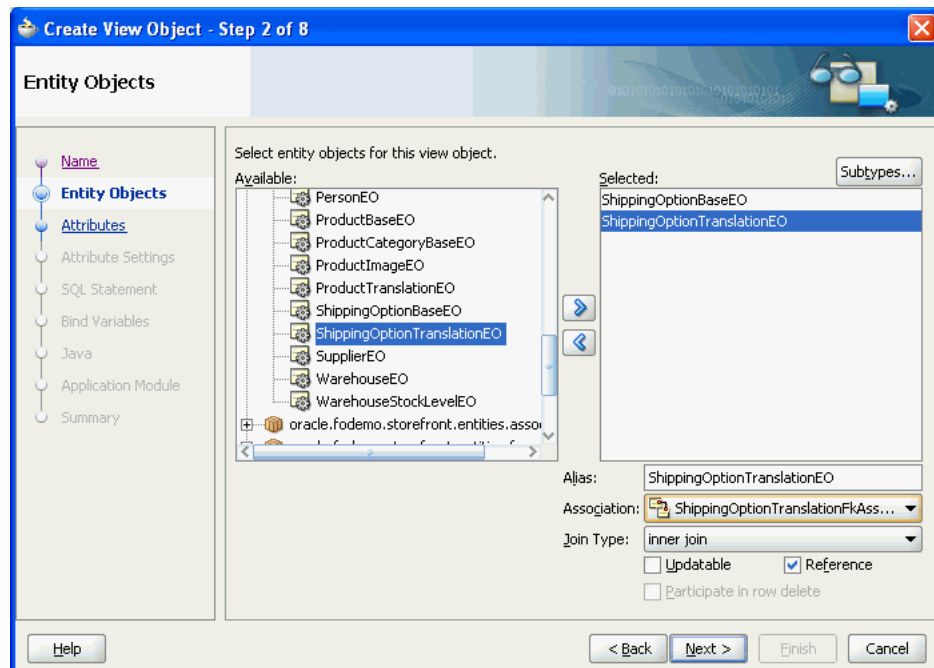 Create View Object - Step 2 of 8
Entity Objects
Name
Entity Objects
Attributes
Attribute Settings
SQL Statement
Bind Variables
Java
Application Module
Summary
Select entity objects for this view object.
Available:
PersonEO
ProductBaseEO
ProductCategoryBaseEO
ProductImageEO
ProductTranslationEO
ShippingOptionBaseEO
ShippingOptionTranslationEO
SupplierEO
WarehouseEO
WarehouseStockLevelEO
oracle.fodemo.storefront.entities.asso
Selected:
Subtypes...
ShippingOptionBaseEO
ShippingOptionTranslationEO
Alias: ShippingOptionTranslationEO
Association: ShippingOptionTranslationFkAss...
Join Type: inner join
Updatable Reference
Participate in row delete
Help < Back Next > Finish Cancel